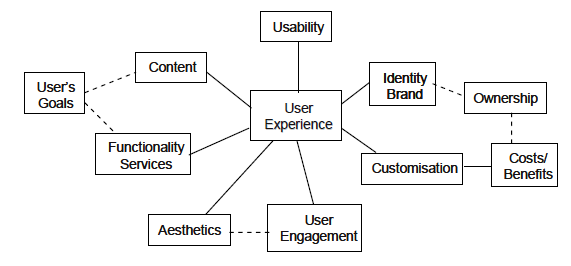 Usability
Content
User's
Goals
Identity
Brand
Ownership
User
Experience
Functionality
Services
Customisation
Costs/
Benefits
Aesthetics
User
Engagement